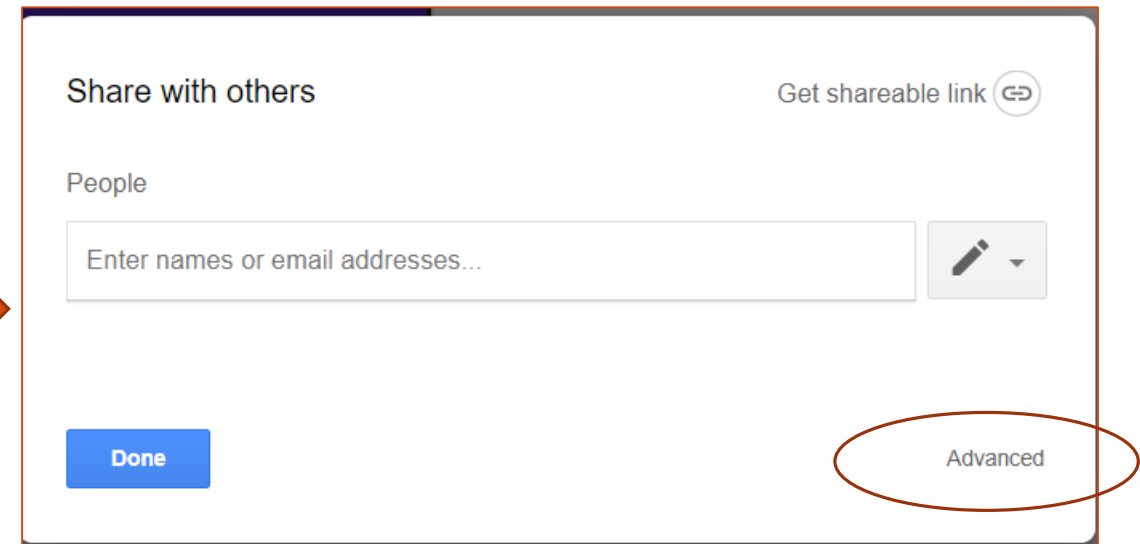 Share with others
Get shareable link
People
Enter names or email addresses...
Done
Advanced